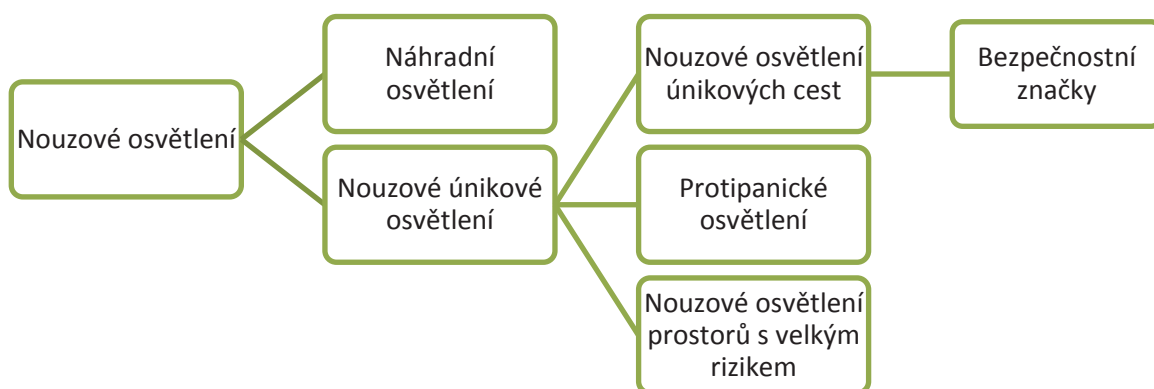 Nouzové osvětlení
Náhradní
osvětlení
Nouzové únikové
osvětlení
Nouzové osvětlení
únikových cest
Bezpečnostní
značky
Protipanické
osvětlení
Nouzové osvětlení
prostorů s velkým
rizikem